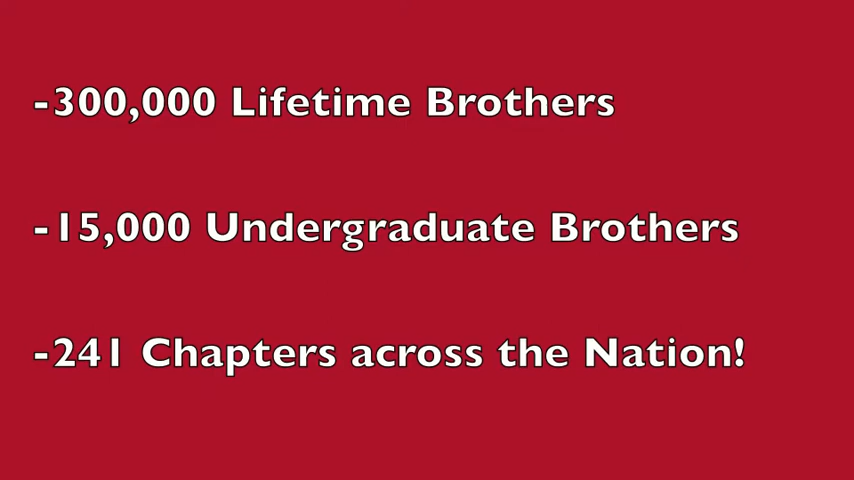 -300,000 Lifetime Brothers
-15,000 Undergraduate Brothers
-241 Chapters across the Nation!